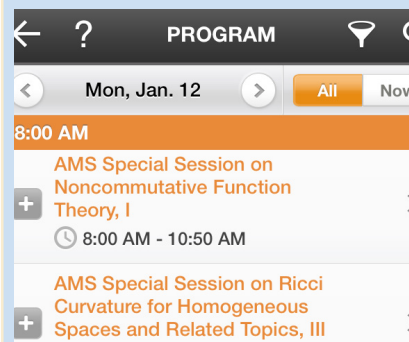 ? PROGRAM
Mon, Jan. 12 All Now
8:00 AM
AMS Special Session on
Noncommutative Function
Theory, I
8:00 AM - 10:50 AM
AMS Special Session on Ricci
Curvature for Homogeneous
Spaces and Related Topics, III